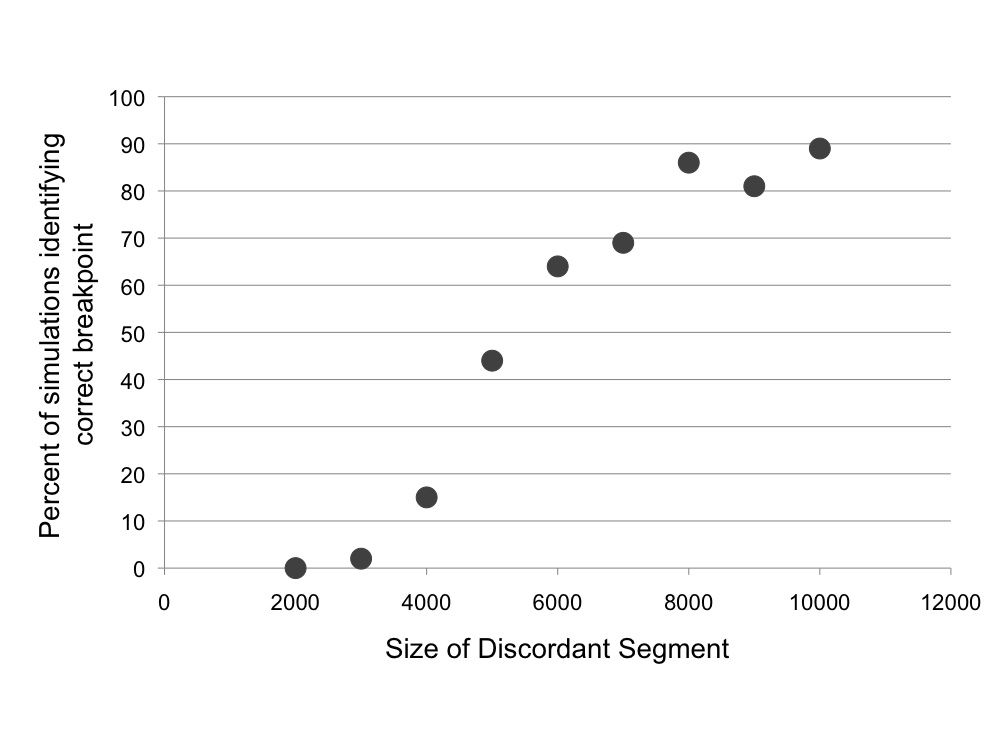 Percent of simulations identifying
correct breakpoint
100
90
80
70
60
50
40
30
20
10
0
0 2000 4000 6000 8000 10000 12000
Size of Discordant Segment